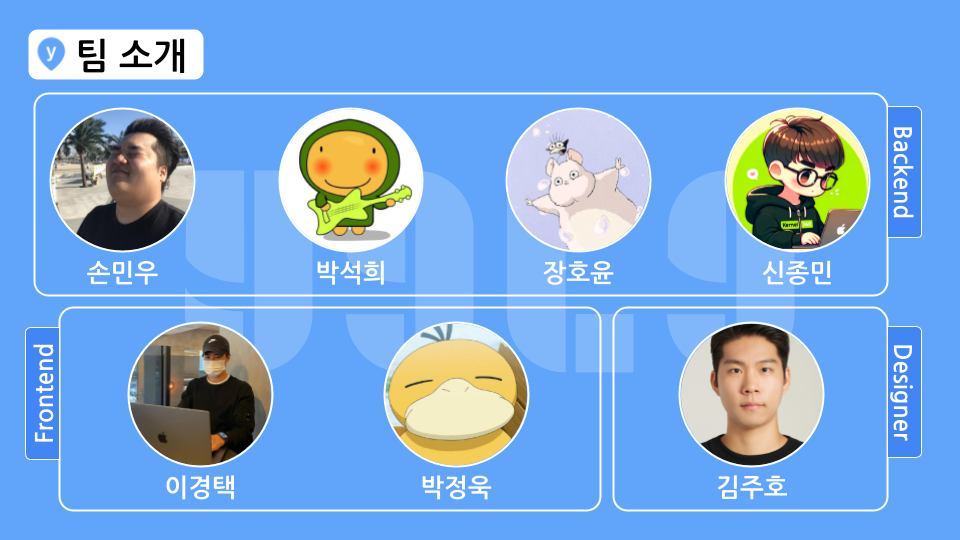 y 팀 소개
Backend
손민우 박석희 장호윤 신종민
Frontend
이경택 박정욱
Designer
김주호